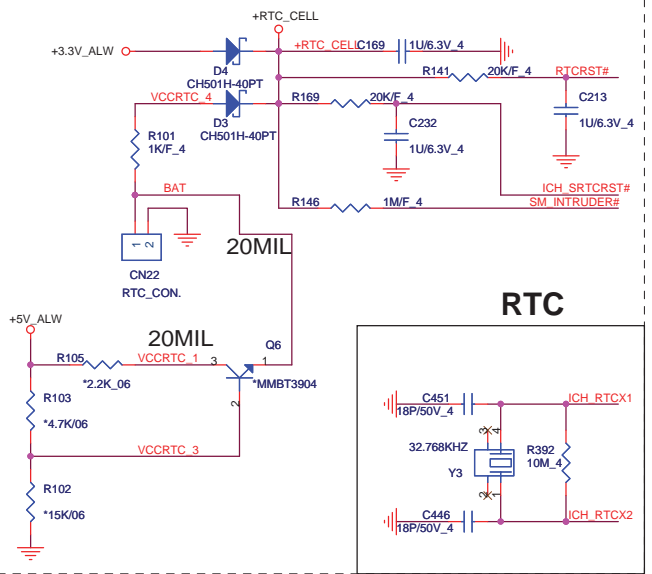 +RTC_CELL
+3.3V_ALW
+RTC_CELL
C169
1U/6.3V_4
D4
CH501H-40PT
R141
20K/F_4
RTCRST#
VCCRTC_4
D3
CH501H-40PT
R169
20K/F_4
C213
1U/6.3V_4
R101
1K/F_4
C232
1U/6.3V_4
BAT
ICH_SRTCRST#
R146
1M/F_4
SM_INTRUDER#
1
2
20MIL
CN22
RTC_CON.
RTC
+5V_ALW
20MIL
Q6
R105
VCCRTC_1
3
1
*2.2K_06
*MMBT3904
R103
*4.7K/06
2
C451
18P/50V_4
ICH_RTCX1
VCCRTC_3
3
4
32.768KHZ
R392
10M_4
Y3
R102
*15K/06
2
1
C446
18P/50V_4
ICH_RTCX2